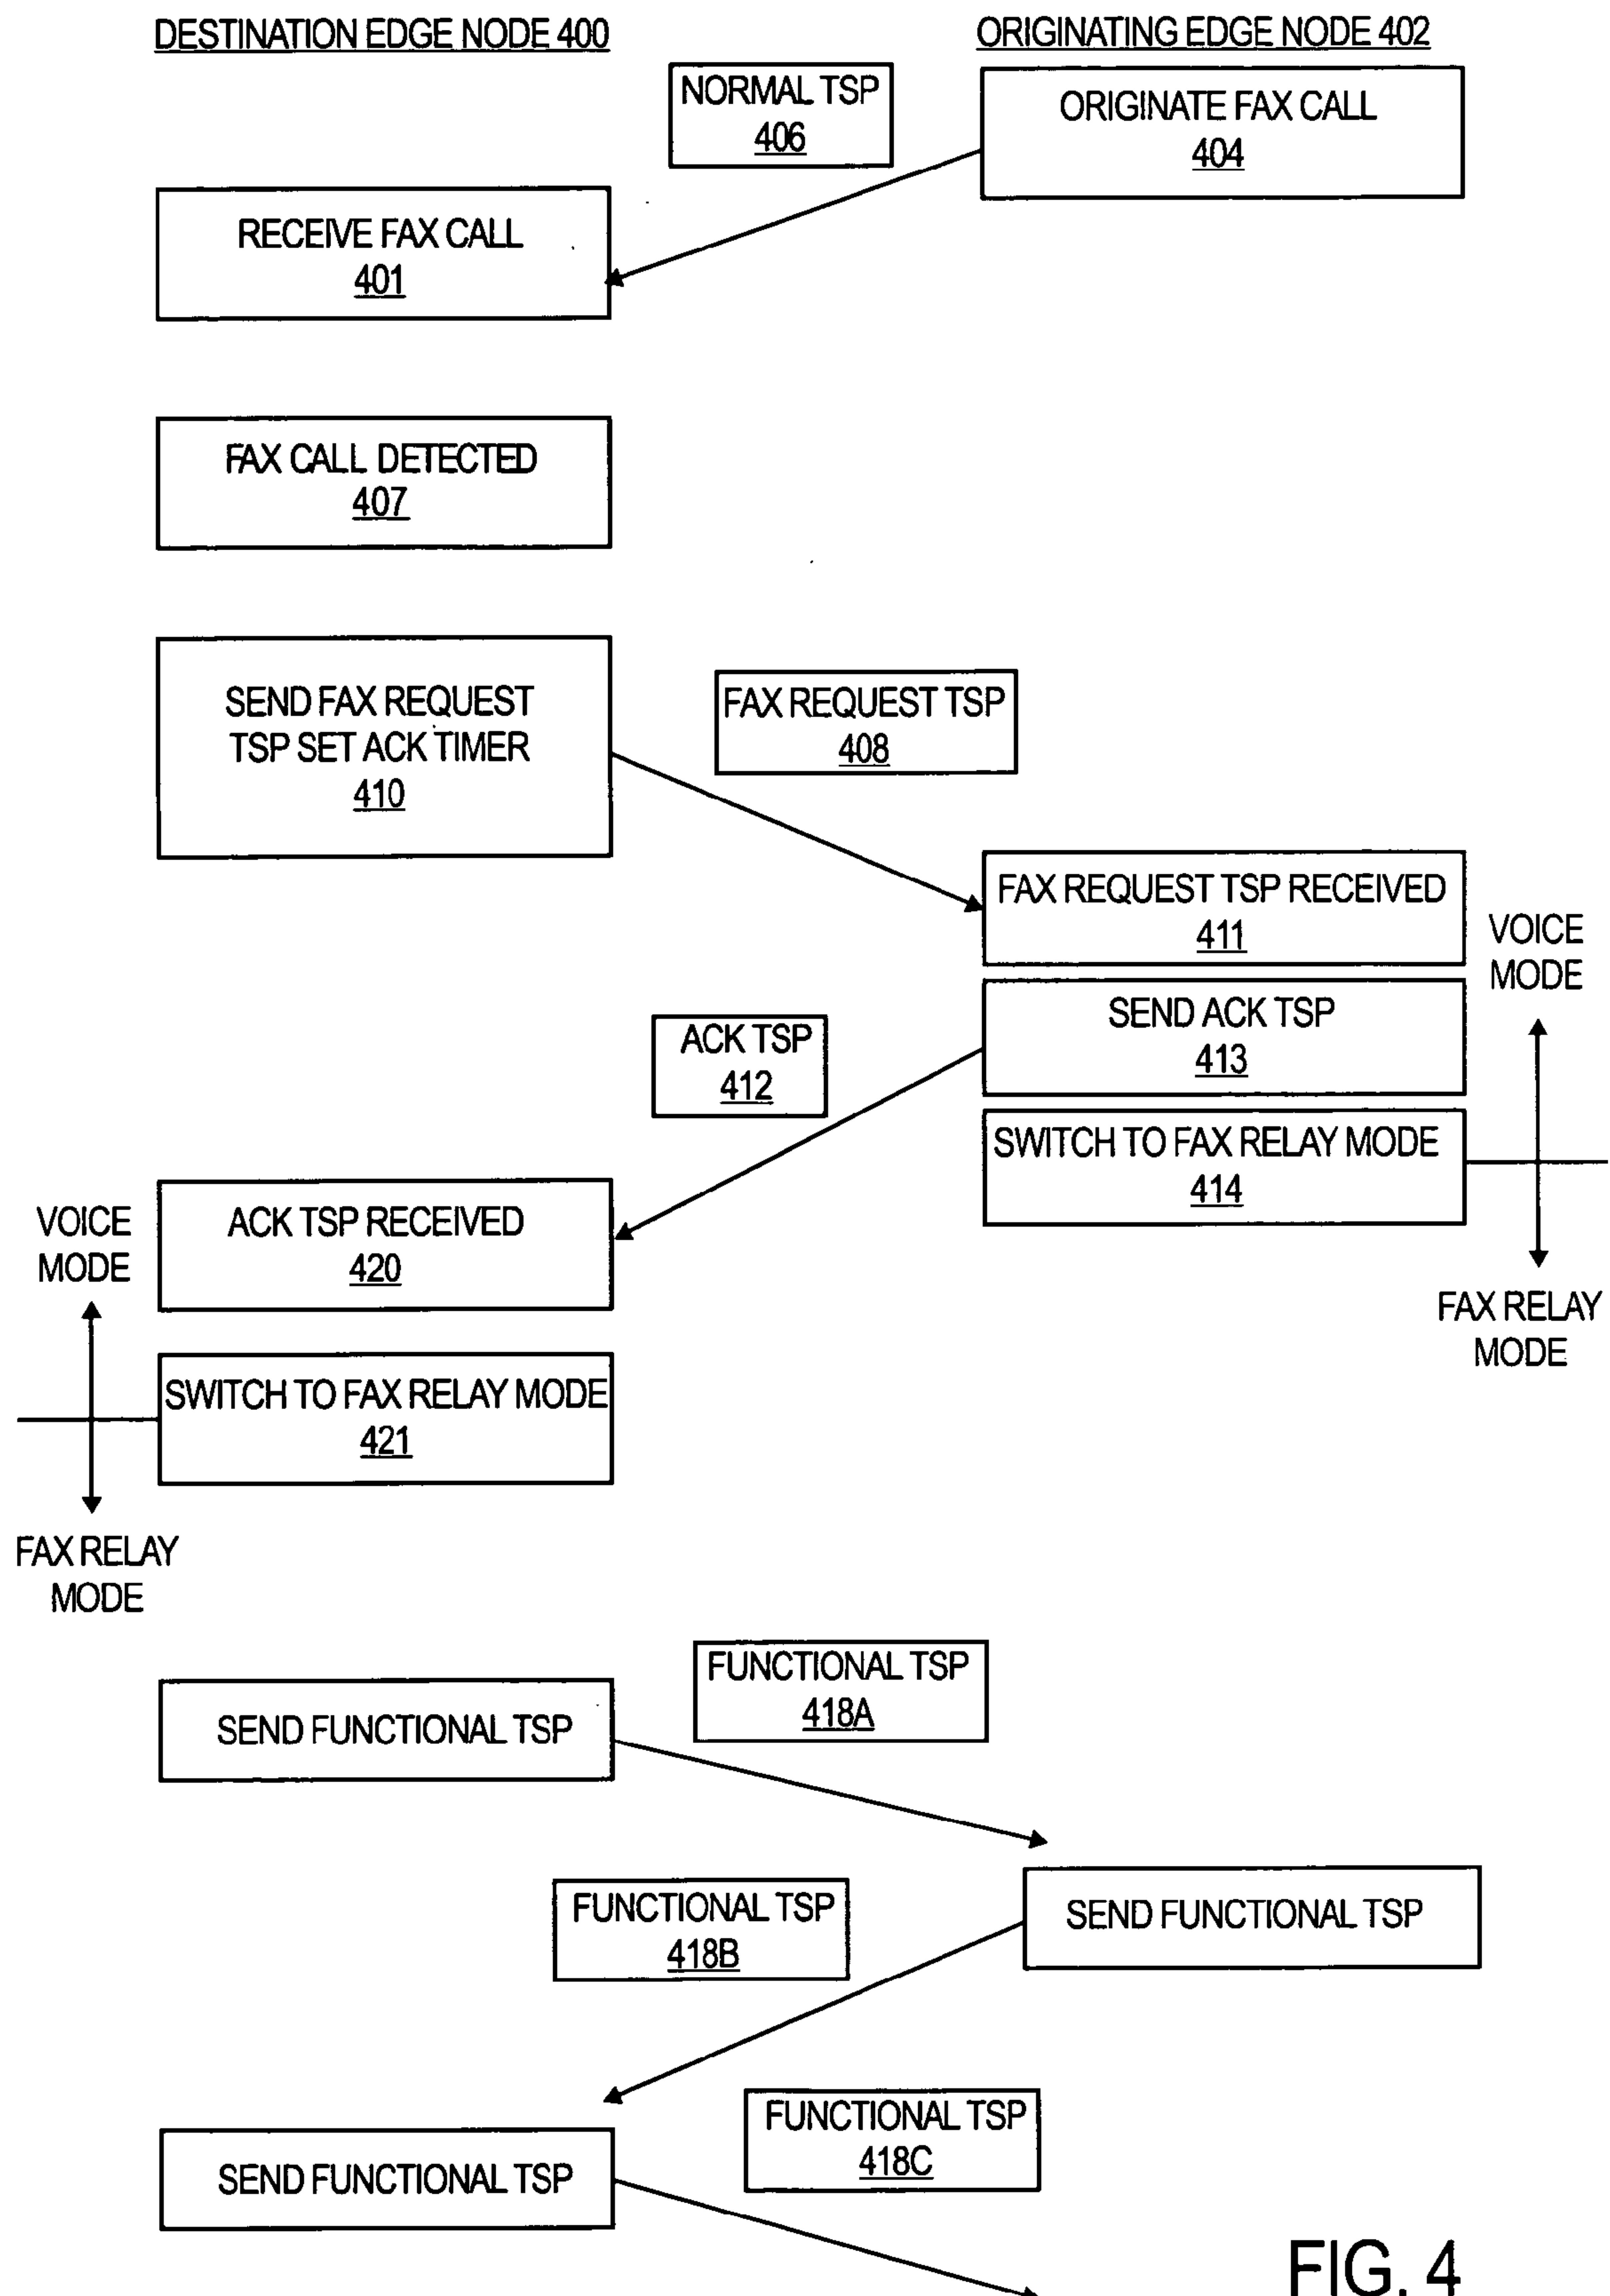 DESTINATION EDGE NODE 400
ORIGINATING EDGE NODE 402
NORMAL TSP
406
ORIGINATE FAX CALL
404
RECEIVE FAX CALL
401
FAX CALL DETECTED
407
SEND FAX REQUEST
TSP SET ACK TIMER
410
FAX REQUEST TSP
408
FAX REQUEST TSP RECEIVED
411
VOICE
MODE
SEND ACK TSP
413
ACK TSP
412
SWITCH TO FAX RELAY MODE
414
FAX RELAY
MODE
VOICE
MODE
ACK TSP RECEIVED
420
SWITCH TO FAX RELAY MODE
421
FAX RELAY
MODE
SEND FUNCTIONAL TSP
FUNCTIONAL TSP
418A
FUNCTIONAL TSP
418B
SEND FUNCTIONAL TSP
SEND FUNCTIONAL TSP
FUNCTIONAL TSP
418C
FIG. 4